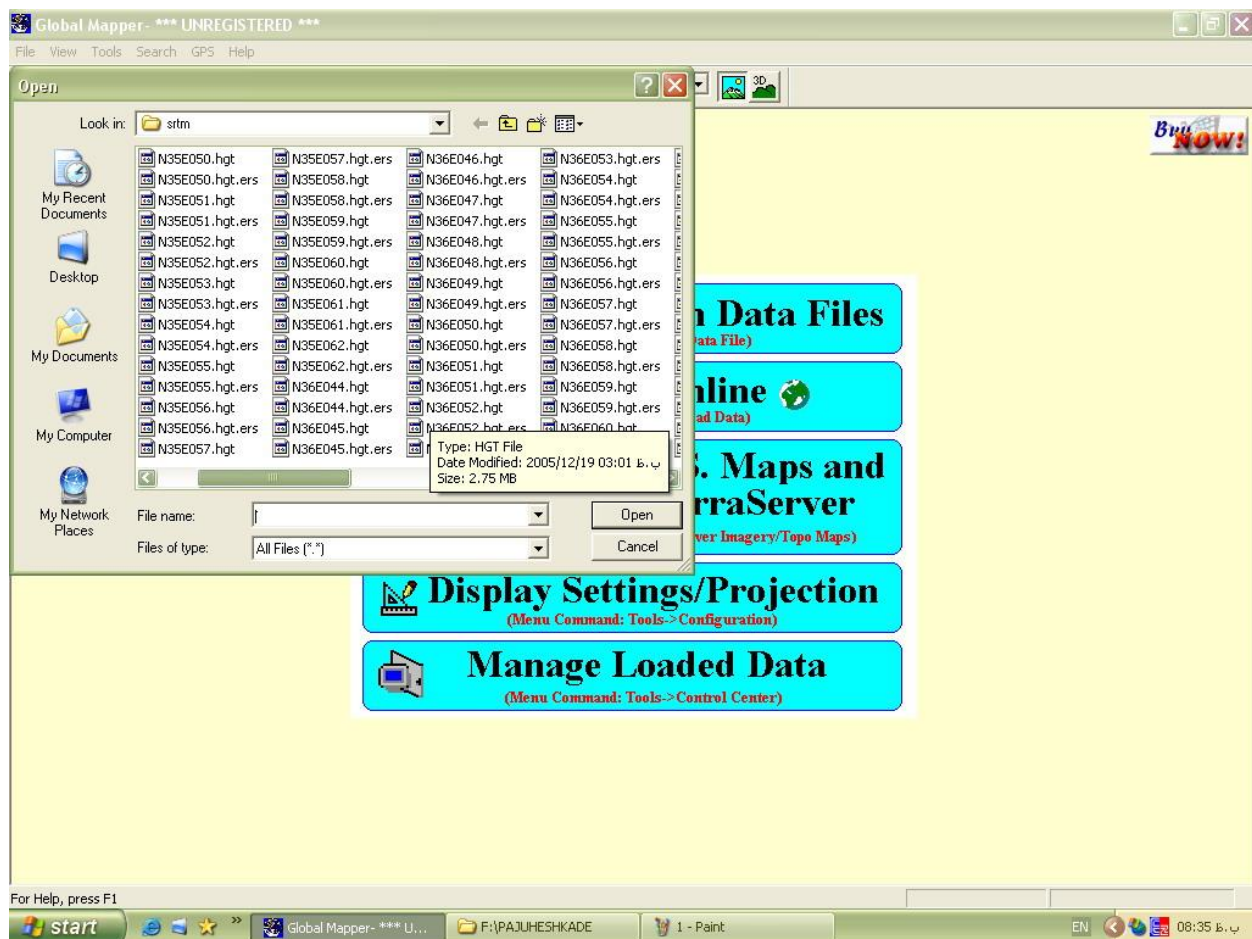 Global Mapper- *** UNREGISTERED ***
File View Tools Search GPS Help
Open
3D
Look in: srtm
Buy NOW!
My Recent Documents
Desktop
My Documents
My Computer
My Network Places
N35E050.hgt
N35E050.hgt.ers
N35E051.hgt
N35E051.hgt.ers
N35E052.hgt
N35E052.hgt.ers
N35E053.hgt
N35E053.hgt.ers
N35E054.hgt
N35E054.hgt.ers
N35E055.hgt
N35E055.hgt.ers
N35E056.hgt
N35E056.hgt.ers
N35E057.hgt
N35E057.hgt.ers
N35E058.hgt
N35E058.hgt.ers
N35E059.hgt
N35E059.hgt.ers
N35E060.hgt
N35E060.hgt.ers
N35E061.hgt
N35E061.hgt.ers
N35E062.hgt
N35E062.hgt.ers
N36E044.hgt
N36E044.hgt.ers
N36E045.hgt
N36E045.hgt.ers
N36E046.hgt
N36E046.hgt.ers
N36E047.hgt
N36E047.hgt.ers
N36E048.hgt
N36E048.hgt.ers
N36E049.hgt
N36E049.hgt.ers
N36E050.hgt
N36E050.hgt.ers
N36E051.hgt
N36E051.hgt.ers
N36E052.hgt
N36E052.hgt.ers
N36E053.hgt.ers
N36E054.hgt
N36E054.hgt.ers
N36E055.hgt
N36E055.hgt.ers
N36E056.hgt
N36E056.hgt.ers
N36E057.hgt
N36E057.hgt.ers
N36E058.hgt
N36E058.hgt.ers
N36E059.hgt
N36E059.hgt.ers
N36E060.hgt
Type: HGT File
Date Modified: 2005/12/19 03:01 ب.ظ
Size: 2.75 MB
File name:
Open
Files of type: All Files (*.*)
Cancel
Data Files
ata File)
nline
ad Data)
S. Maps and
rraServer
ver Imagery/Topo Maps)
Display Settings/Projection
(Menu Command: Tools->Configuration)
Manage Loaded Data
(Menu Command: Tools->Control Center)
For Help, press F1
start
Global Mapper- *** U...
F:\PAJUHESHKADE
1 - Paint
EN
08:35 ب.ظ